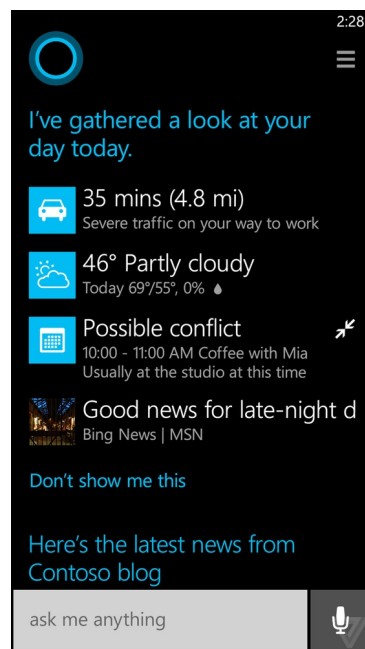 2:28
I've gathered a look at your
day today.
35 mins (4.8 mi)
Severe traffic on your way to work
46° Partly cloudy
Today 69°/55°, 0%
Possible conflict
10:00 - 11:00 AM Coffee with Mia
Usually at the studio at this time
Good news for late-night d
Bing News | MSN
Don't show me this
Here's the latest news from
Contoso blog
ask me anything